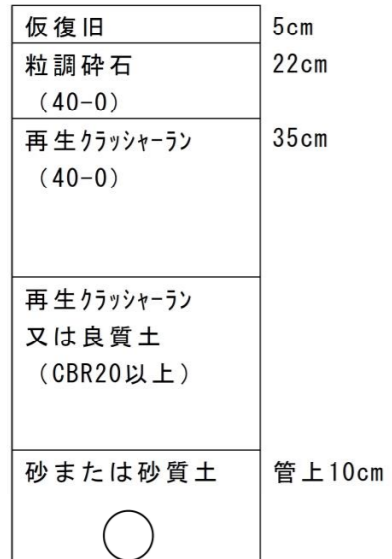 仮復旧 5cm
粒調砕石 22cm
（40-0）
再生ｸﾗｯｼｬｰﾗﾝ 35cm
（40-0）
再生ｸﾗｯｼｬｰﾗﾝ
又は良質土
（CBR20以上）
砂または砂質土 管上10cm